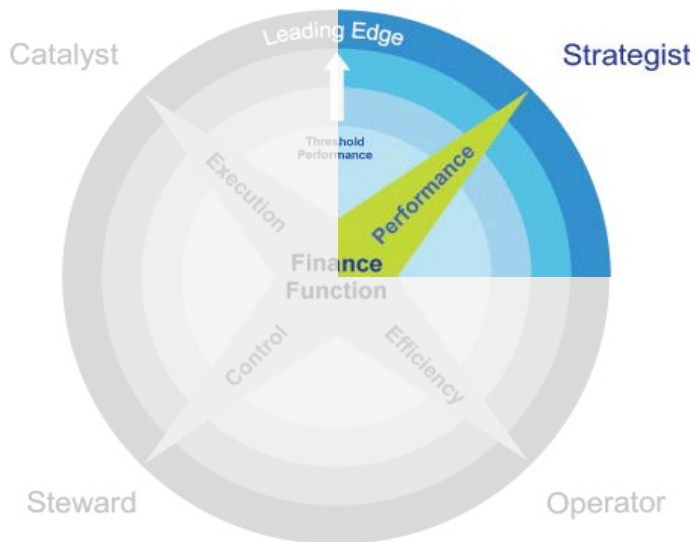 Leading Edge
Catalyst
Strategist
Threshold
Performance
Execution
Performance
Finance
Function
Control
Efficiency
Steward
Operator